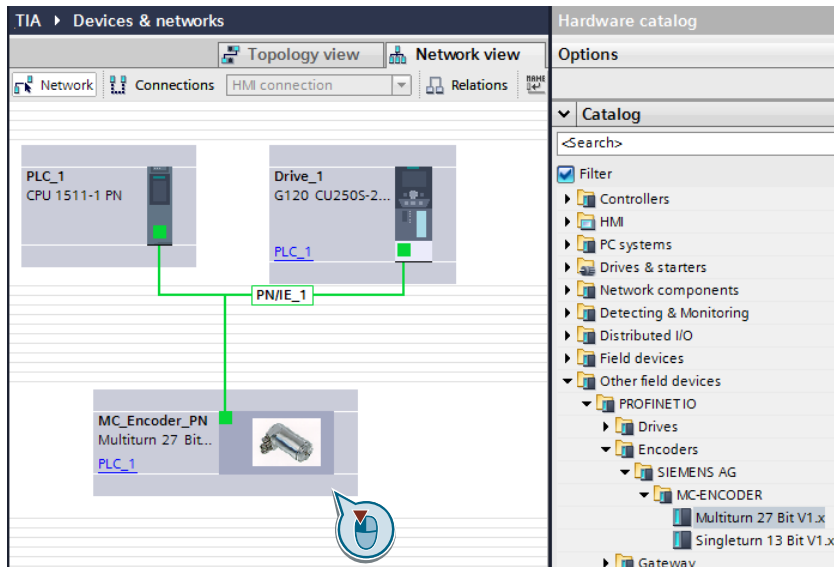 TIA ▸ Devices & networks
Topology view
Network view
Network
Connections
HMI connection
Relations
PLC_1
CPU 1511-1 PN
Drive_1
G120 CU250S-2...
PLC_1
PN/IE_1
MC_Encoder_PN
Multiturn 27 Bit...
PLC_1
Hardware catalog
Options
Catalog
<Search>
Filter
Controllers
HMI
PC systems
Drives & starters
Network components
Detecting & Monitoring
Distributed I/O
Field devices
Other field devices
PROFINET IO
Drives
Encoders
SIEMENS AG
MC-ENCODER
Multiturn 27 Bit V1.x
Singleturn 13 Bit V1.x
Gateway